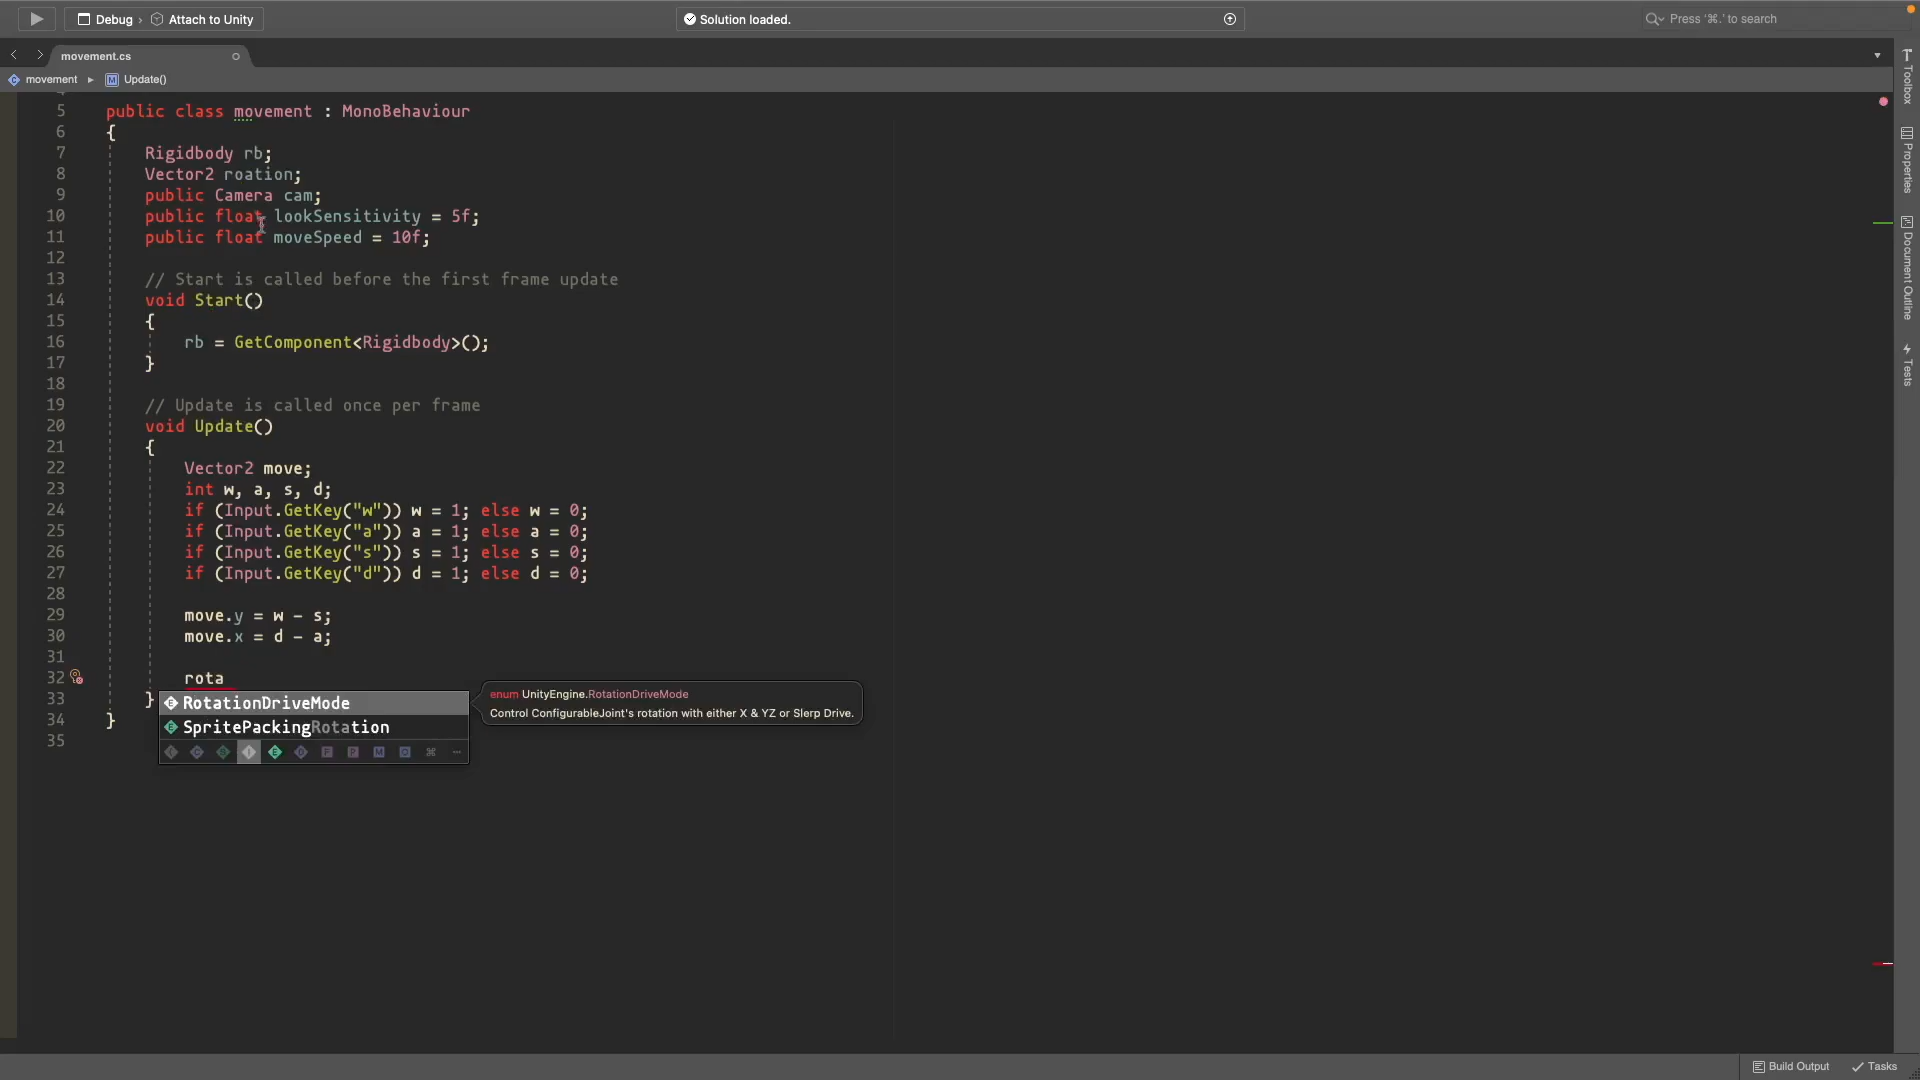 Debug › Attach to Unity
Solution loaded.
Press '⌘.' to search
movement.cs
movement ▸ Update()
Toolbox
Properties
Document Outline
Tests
5 public class movement : MonoBehaviour
6 {
7 Rigidbody rb;
8 Vector2 roation;
9 public Camera cam;
10 public float lookSensitivity = 5f;
11 public float moveSpeed = 10f;
12
13 // Start is called before the first frame update
14 void Start()
15 {
16 rb = GetComponent<Rigidbody>();
17 }
18
19 // Update is called once per frame
20 void Update()
21 {
22 Vector2 move;
23 int w, a, s, d;
24 if (Input.GetKey("w")) w = 1; else w = 0;
25 if (Input.GetKey("a")) a = 1; else a = 0;
26 if (Input.GetKey("s")) s = 1; else s = 0;
27 if (Input.GetKey("d")) d = 1; else d = 0;
28
29 move.y = w - s;
30 move.x = d - a;
31
32 rota
33 }
34 }
35
RotationDriveMode
SpritePackingRotation
enum UnityEngine.RotationDriveMode
Control ConfigurableJoint's rotation with either X & YZ or Slerp Drive.
Build Output
Tasks